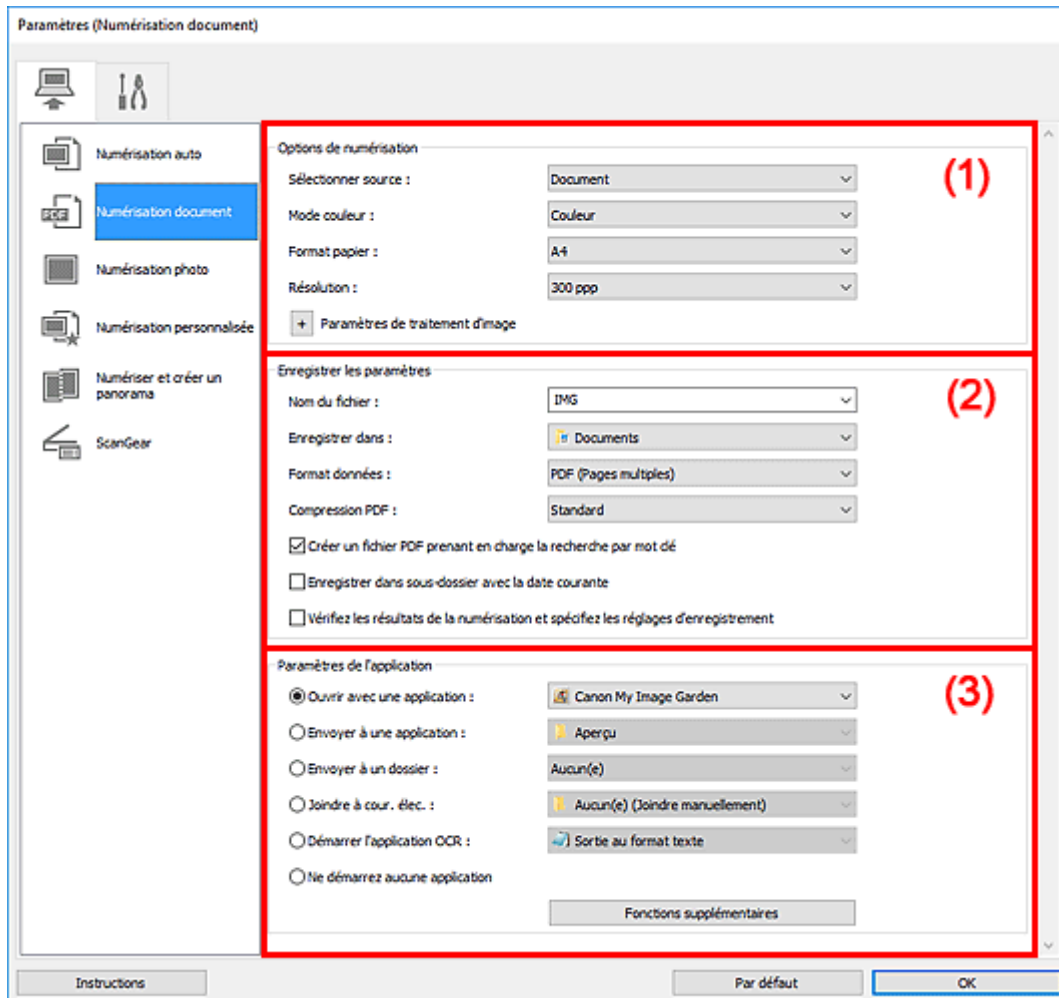 Paramètres (Numérisation document)
Numérisation auto
Numérisation document
Numérisation photo
Numérisation personnalisée
Numériser et créer un
panorama
ScanGear
Options de numérisation
(1)
Sélectionner source : Document
Mode couleur : Couleur
Format papier : A4
Résolution : 300 ppp
+ Paramètres de traitement d'image
Enregistrer les paramètres
(2)
Nom du fichier : IMG
Enregistrer dans : Documents
Format données : PDF (Pages multiples)
Compression PDF : Standard
Créer un fichier PDF prenant en charge la recherche par mot clé
Enregistrer dans sous-dossier avec la date courante
Vérifiez les résultats de la numérisation et spécifiez les réglages d'enregistrement
Paramètres de l'application
(3)
Ouvrir avec une application : Canon My Image Garden
Envoyer à une application : Aperçu
Envoyer à un dossier : Aucun(e)
Joindre à cour. élec. : Aucun(e) (Joindre manuellement)
Démarrer l'application OCR : Sortie au format texte
Ne démarrez aucune application
Fonctions supplémentaires
Instructions Par défaut OK